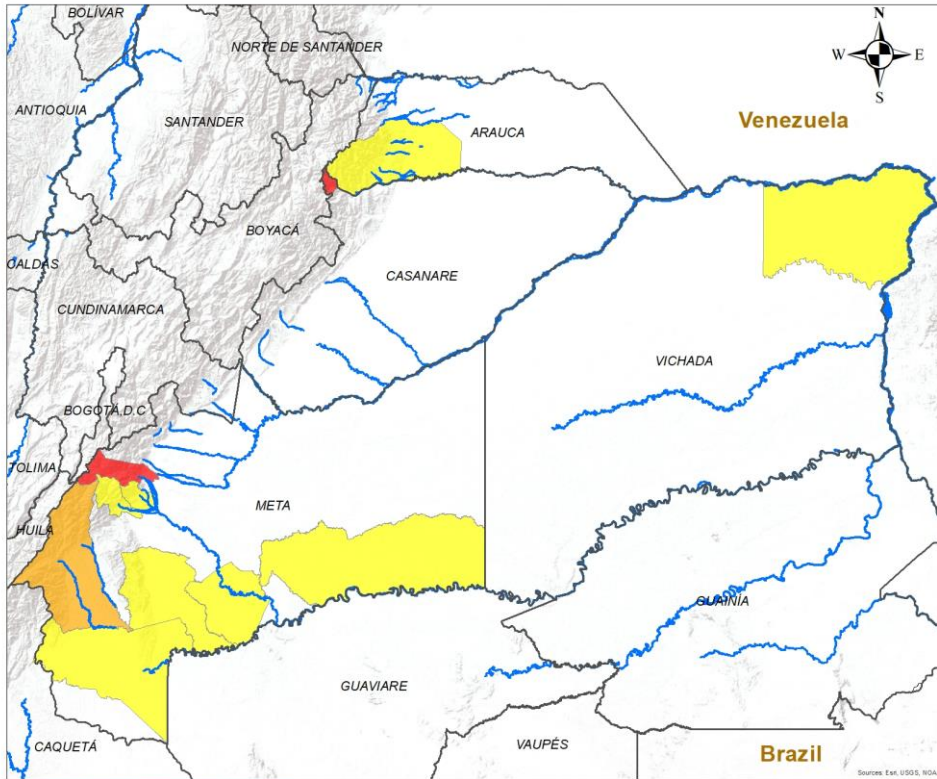 BOLÍVAR
NORTE DE SANTANDER
N
W
E
S
ANTIOQUIA
SANTANDER
ARAUCA
Venezuela
BOYACÁ
CALDAS
CASANARE
CUNDINAMARCA
VICHADA
BOGOTÁ, D.C
TOLIMA
META
HUILA
GUAINÍA
GUAVIARE
CAQUETÁ
VAUPÉS
Brazil
Sources: Esri, USGS, NOA